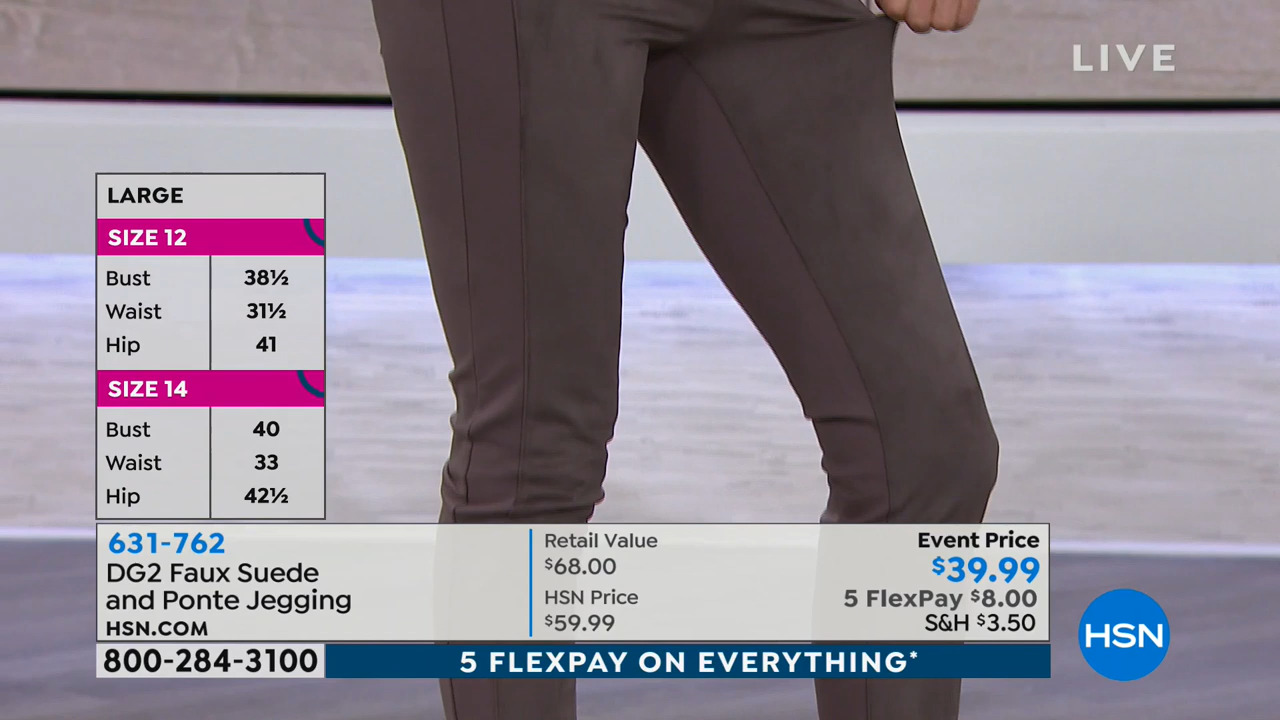 LIVE
LARGE
SIZE 12
Bust 38½
Waist 31½
Hip 41
SIZE 14
Bust 40
Waist 33
Hip 42½
631-762
DG2 Faux Suede
and Ponte Jegging
HSN.COM
Retail Value
$68.00
HSN Price
$59.99
Event Price
$39.99
5 FlexPay $8.00
S&H $3.50
800-284-3100
5 FLEXPAY ON EVERYTHING*
HSN